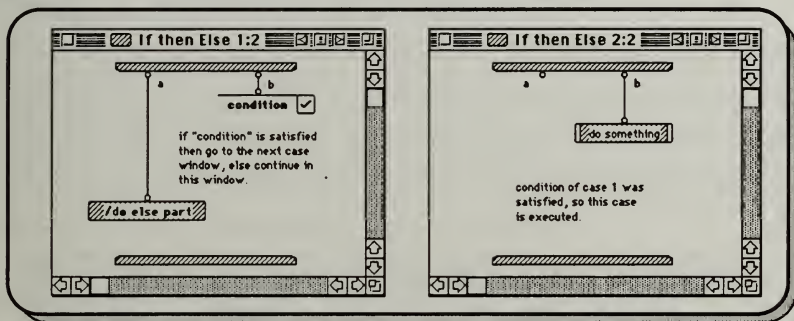 If then Else 1:2
a
b
condition
if "condition" is satisfied
then go to the next case
window, else continue in
this window.
/do else part
If then Else 2:2
a
b
do something
condition of case 1 was
satisfied, so this case
is executed.